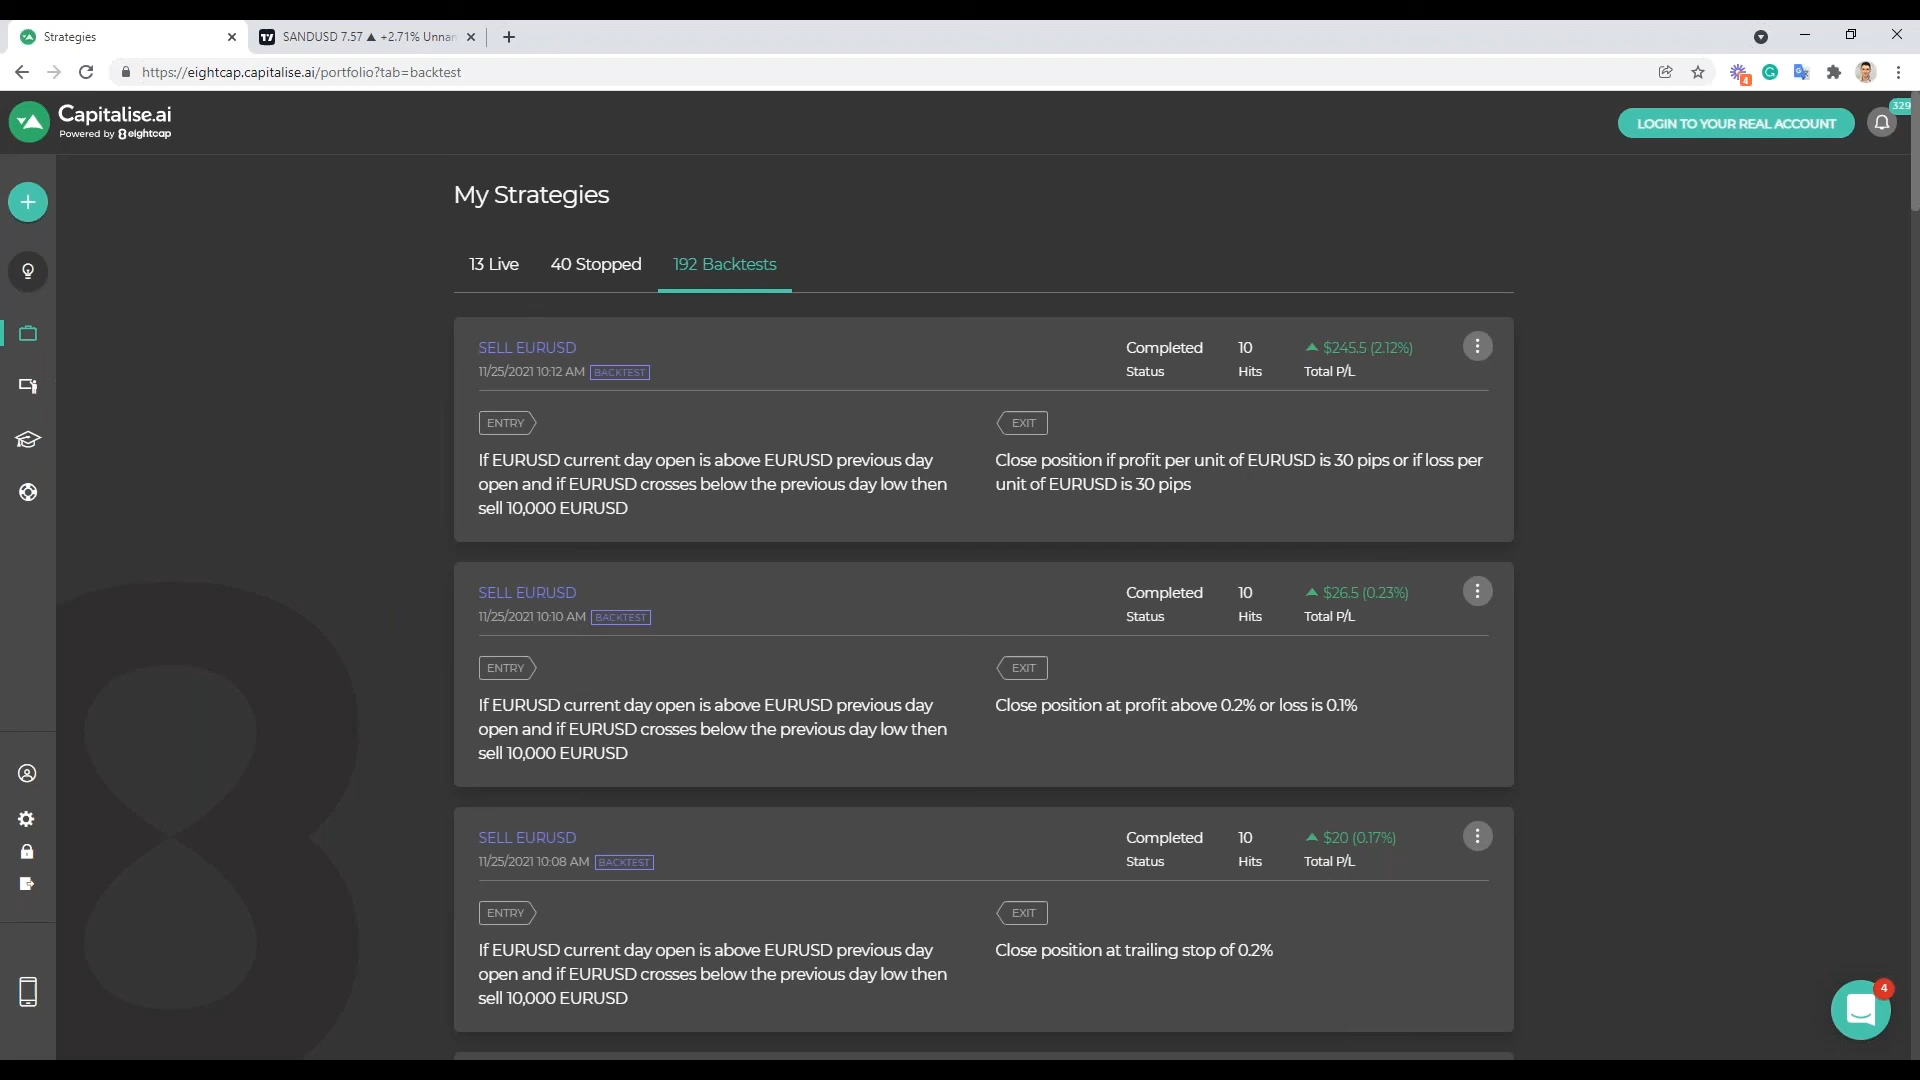 Strategies
SANDUSD 7.57 ▲ +2.71% Unnan
https://eightcap.capitalise.ai/portfolio?tab=backtest
4
Capitalise.ai
Powered by 8 eightcap
LOGIN TO YOUR REAL ACCOUNT
329
My Strategies
13 Live 40 Stopped 192 Backtests
SELL EURUSD Completed 10 $245.5 (2.12%)
11/25/2021 10:12 AM BACKTEST Status Hits Total P/L
ENTRY EXIT
If EURUSD current day open is above EURUSD previous day Close position if profit per unit of EURUSD is 30 pips or if loss per
open and if EURUSD crosses below the previous day low then unit of EURUSD is 30 pips
sell 10,000 EURUSD
SELL EURUSD Completed 10 $26.5 (0.23%)
11/25/2021 10:10 AM BACKTEST Status Hits Total P/L
ENTRY EXIT
If EURUSD current day open is above EURUSD previous day Close position at profit above 0.2% or loss is 0.1%
open and if EURUSD crosses below the previous day low then
sell 10,000 EURUSD
SELL EURUSD Completed 10 $20 (0.17%)
11/25/2021 10:08 AM BACKTEST Status Hits Total P/L
ENTRY EXIT
If EURUSD current day open is above EURUSD previous day Close position at trailing stop of 0.2%
open and if EURUSD crosses below the previous day low then
sell 10,000 EURUSD
4